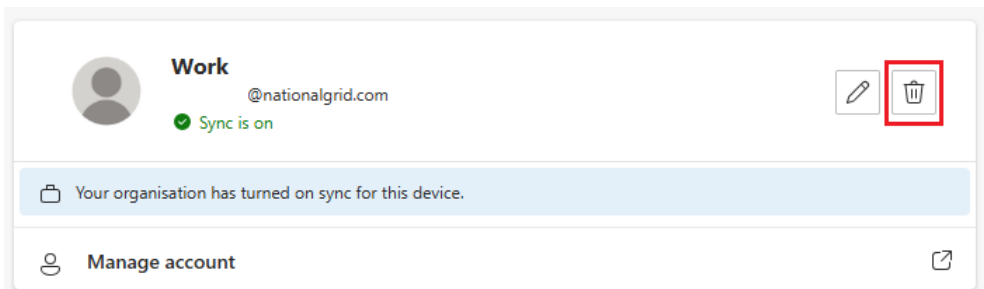 Work
@nationalgrid.com
Sync is on
Your organisation has turned on sync for this device.
Manage account